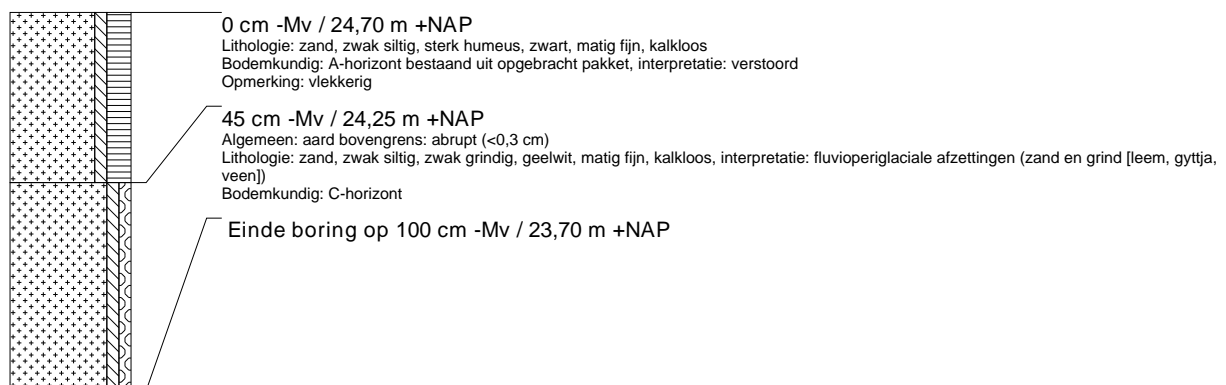 0 cm -Mv / 24,70 m +NAP
Lithologie: zand, zwak siltig, sterk humeus, zwart, matig fijn, kalkloos
Bodemkundig: A-horizont bestaand uit opgebracht pakket, interpretatie: verstoord
Opmerking: vlekkerig
45 cm -Mv / 24,25 m +NAP
Algemeen: aard bovengrens: abrupt (<0,3 cm)
Lithologie: zand, zwak siltig, zwak grindig, geelwit, matig fijn, kalkloos, interpretatie: fluvioperiglaciale afzettingen (zand en grind [leem, gyttja,
veen])
Bodemkundig: C-horizont
Einde boring op 100 cm -Mv / 23,70 m +NAP